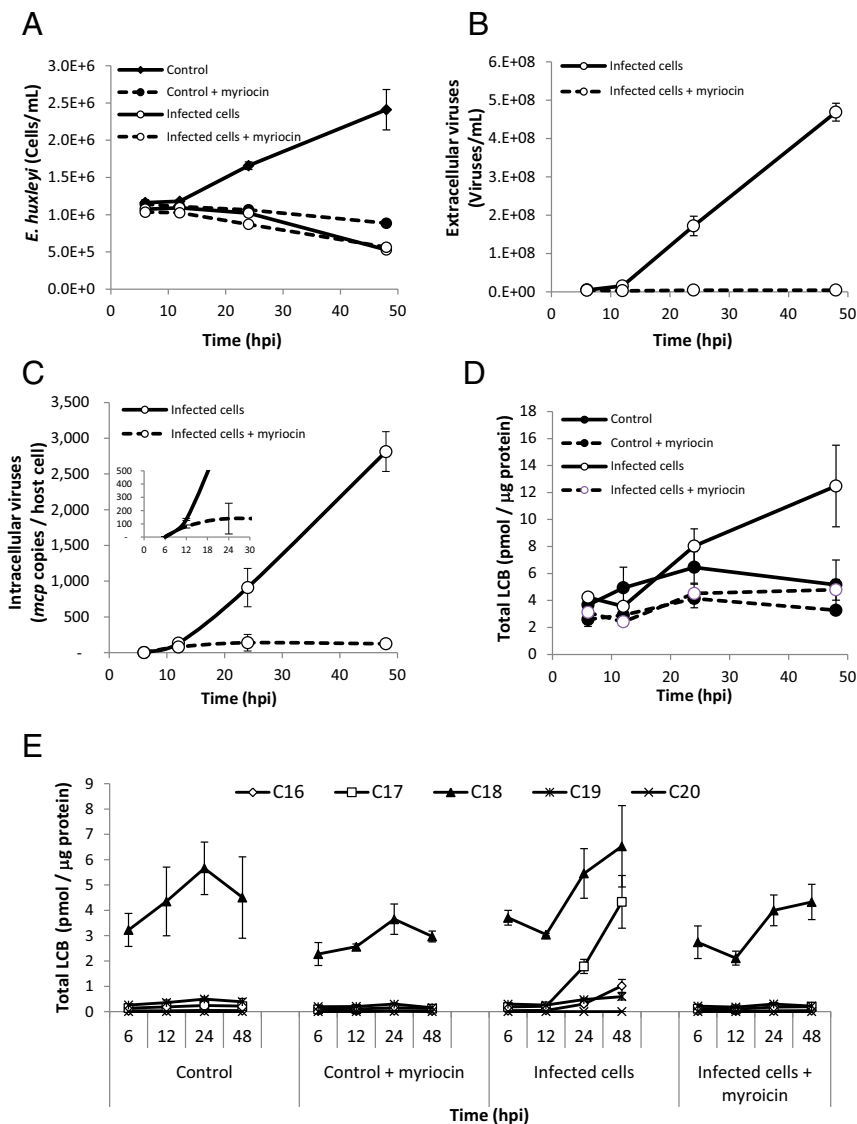 A
3.0E+6
2.5E+6
2.0E+6
1.5E+6
1.0E+6
5.0E+5
0.0E+0
E. huxleyi (Cells/mL)
Control
Control + myriocin
Infected cells
Infected cells + myriocin
0 10 20 30 40 50
Time (hpi)
B
6.E+08
5.E+08
4.E+08
3.E+08
2.E+08
1.E+08
0.E+00
Extracellular viruses
(Viruses/mL)
Infected cells
Infected cells + myriocin
0 10 20 30 40 50
Time (hpi)
C
3,500
3,000
2,500
2,000
1,500
1,000
500
-
Intracellular viruses
(mcp copies / host cell)
Infected cells
Infected cells + myriocin
500
400
300
200
100
-
0 6 12 18 24 30
0 10 20 30 40 50
Time (hpi)
D
18
16
14
12
10
8
6
4
2
0
Total LCB (pmol / µg protein)
Control
Control + myriocin
Infected cells
Infected cells + myriocin
0 10 20 30 40 50
Time (hpi)
E
9
8
7
6
5
4
3
2
1
0
Total LCB (pmol / µg protein)
C16 C17 C18 C19 C20
6 12 24 48 6 12 24 48 6 12 24 48 6 12 24 48
Control Control + myriocin Infected cells Infected cells +
myroicin
Time (hpi)